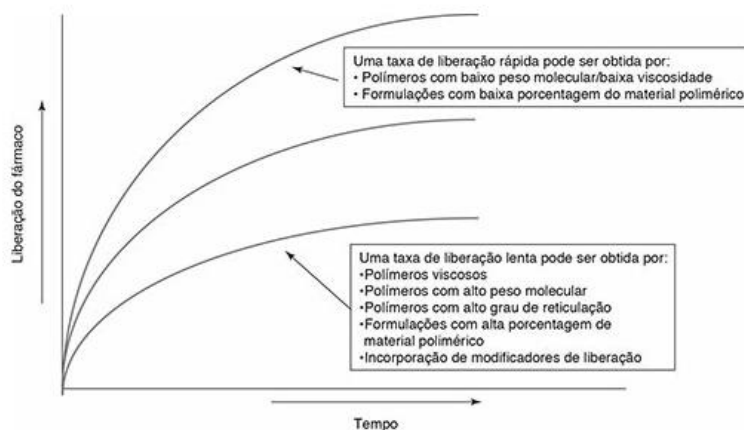 Uma taxa de liberação rápida pode ser obtida por:
• Polímeros com baixo peso molecular/baixa viscosidade
• Formulações com baixa porcentagem do material polimérico
Liberação do fármaco
Uma taxa de liberação lenta pode ser obtida por:
•Polímeros viscosos
•Polímeros com alto peso molecular
•Polímeros com alto grau de reticulação
•Formulações com alta porcentagem de
material polimérico
•Incorporação de modificadores de liberação
Tempo